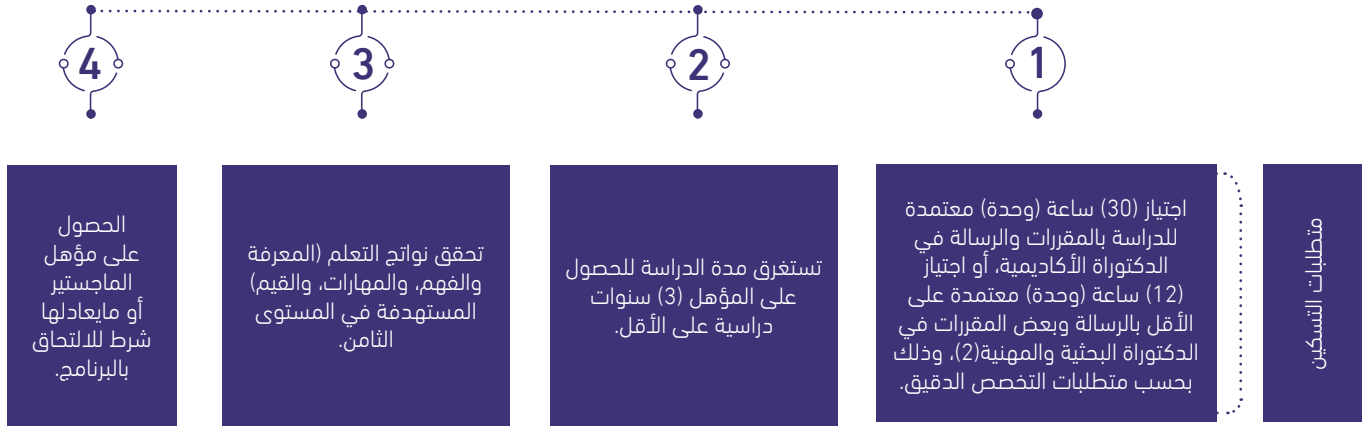 1
2
3
4
متطلبات التسكين
اجتياز (30) ساعة (وحدة) معتمدة
للدراسة بالمقررات والرسالة في
الدكتوراة الأكاديمية، أو اجتياز
(12) ساعة (وحدة) معتمدة على
الأقل بالرسالة وبعض المقررات في
الدكتوراة البحثية والمهنية(2)، وذلك
بحسب متطلبات التخصص الدقيق.
تستغرق مدة الدراسة للحصول
على المؤهل (3) سنوات
دراسية على الأقل.
تحقق نواتج التعلم (المعرفة
والفهم، والمهارات، والقيم)
المستهدفة في المستوى
الثامن.
الحصول
على مؤهل
الماجستير
أو مايعادلها
شرط للالتحاق
بالبرنامج.